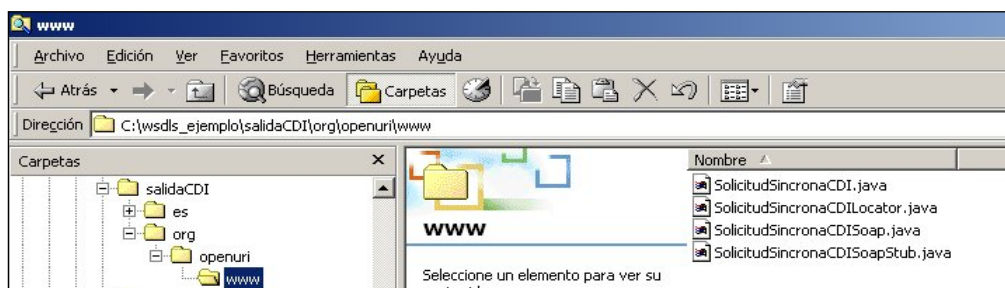 www
Archivo Edición Ver Favoritos Herramientas Ayuda
Atrás Búsqueda Carpetas
Dirección C:\wsdls_ejemplo\salidaCDI\org\openuri\www
Carpetas
salidaCDI
es
org
openuri
www
www
Seleccione un elemento para ver su
Nombre
SolicitudSincronaCDI.java
SolicitudSincronaCDILocator.java
SolicitudSincronaCDISoap.java
SolicitudSincronaCDISoapStub.java